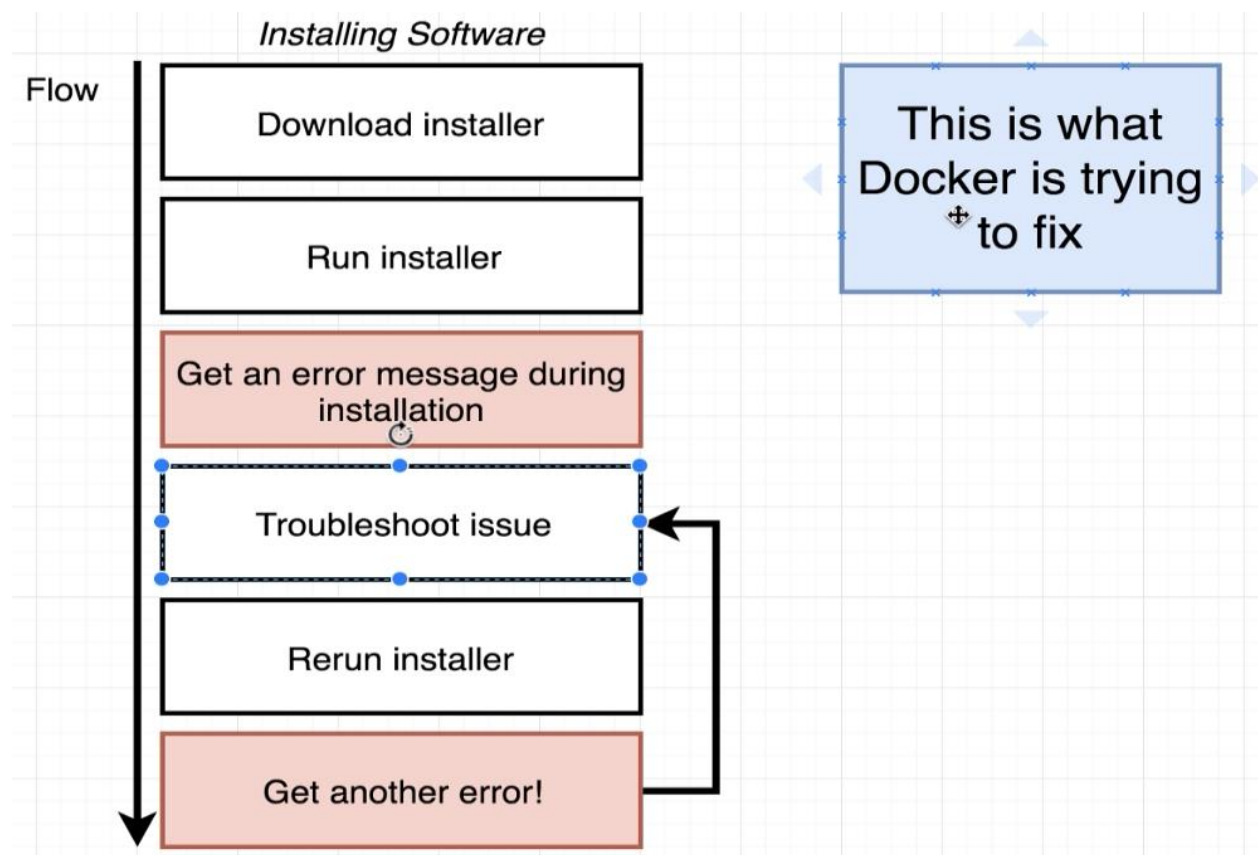 Installing Software
Flow
Download installer
Run installer
Get an error message during
installation
Troubleshoot issue
Rerun installer
Get another error!
This is what
Docker is trying
to fix